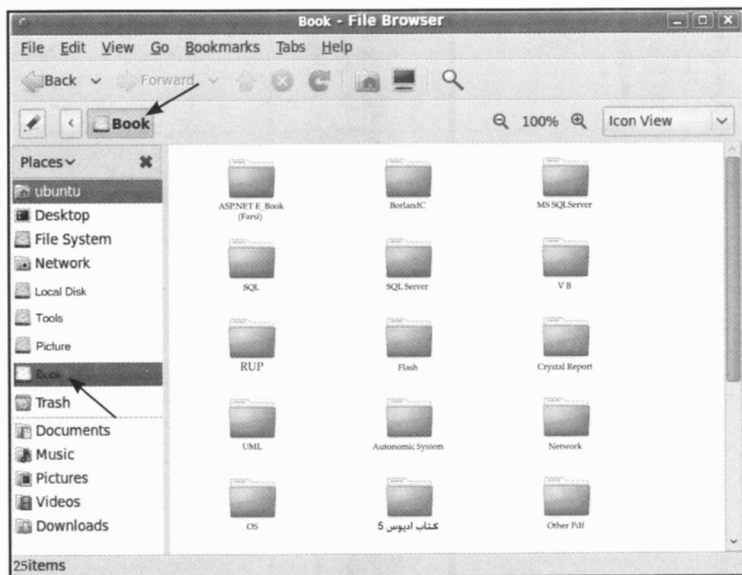 Book - File Browser
File Edit View Go Bookmarks Tabs Help
Back Forward
Book 100% Icon View
Places
ubuntu
Desktop
File System
Network
Local Disk
Tools
Picture
Book
Trash
Documents
Music
Pictures
Videos
Downloads
ASP.NET E_Book
(Farsi)
BorlandC
MS SQLServer
SQL
SQL Server
V B
RUP
Flash
Crystal Report
UML
Autonomic System
Network
OS
کتاب ادیوس 5
Other Pdf
25items